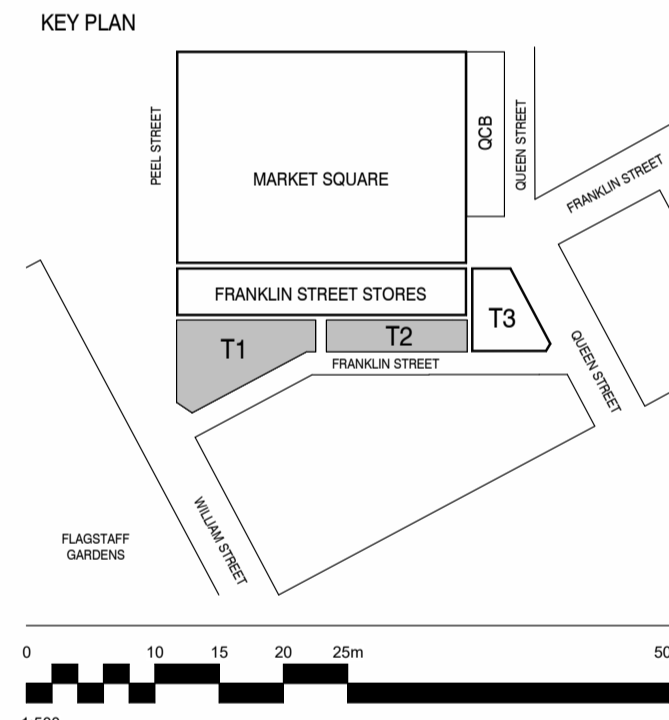 KEY PLAN
PEEL STREET
MARKET SQUARE
QCB
QUEEN STREET
FRANKLIN STREET
FRANKLIN STREET STORES
T1
T2
T3
FRANKLIN STREET
QUEEN STREET
WILLIAM STREET
FLAGSTAFF
GARDENS
0 10 15 20 25m 50